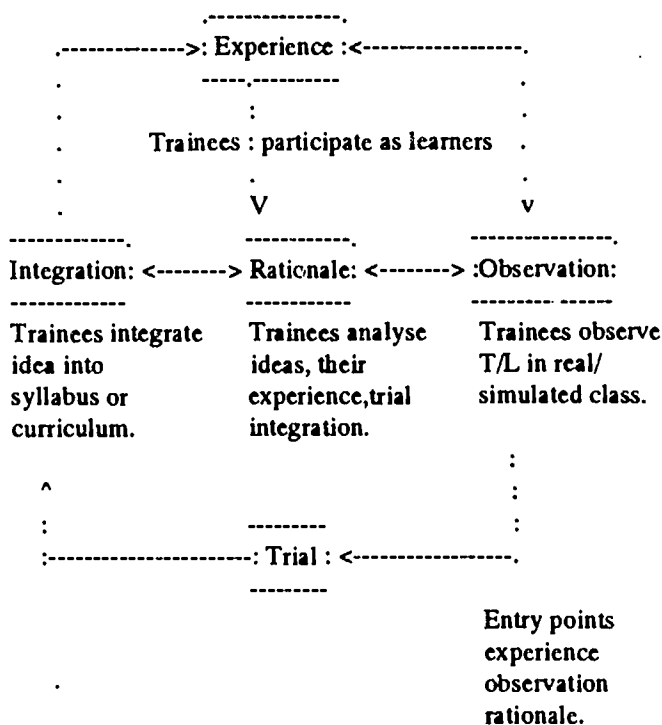 Experience
Trainees : participate as learners
Integration: <--------> Rationale: <--------> :Observation:
Trainees integrate idea into syllabus or curriculum.
Trainees analyse ideas, their experience,trial integration.
Trainees observe T/L in real/ simulated class.
Trial
Entry points
experience
observation
rationale.